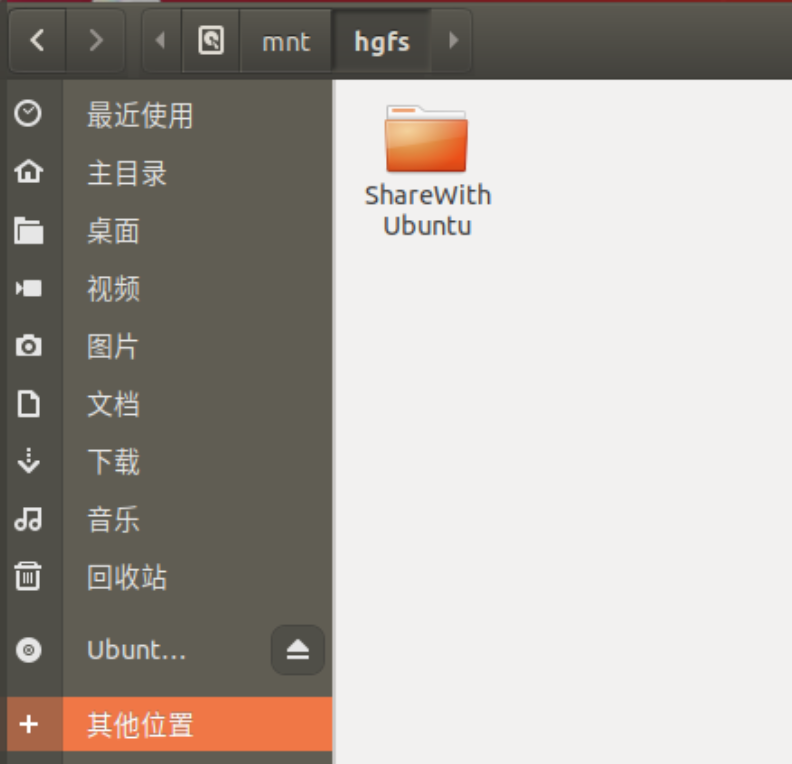 mnt
hgfs
最近使用
主目录
桌面
视频
图片
文档
下载
音乐
回收站
Ubunt...
其他位置
ShareWith
Ubuntu